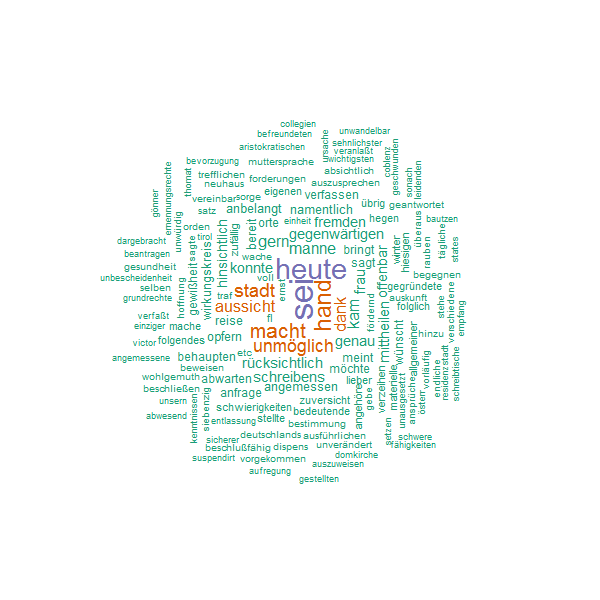 collegien
befreundeten
unwandelbar
ursache
sehnlichster
aristokratischen
veranlaßt
wichtigsten
bevorzugung
muttersprache
absichtlich
coblenz
geschwunden
trefflichen
forderungen
auszusprechen
sonach
leidenden
thomat
neuhaus
ernennungsrechte
gönner
vereinbar
sorge
eigenen
verfassen
übrig
geantwortet
satz
anbelangt
namentlich
hegen
überaus
bautzen
unwürdig
orden
zufällig
bereit
orte
einheit
fremden
tägliche
states
dargebracht
tirol
gern
gegenwärtigen
winter
hiesigen
rauben
beantragen
sagte
wirkungskreis
hinsichtlich
wache
manne
bringt
gesundheit
gewißheit
konnte
heute
sagt
offenbar
begegnen
unbescheidenheit
hoffnung
voll
ernst
sei
hand
frau
gegründete
selben
stadt
kam
mittheilen
auskunft
grundrechte
traf
aussicht
dank
fördernd
folglich
stehe
verschiedene
empfang
verfaßt
reise
fl
einziger
mache
macht
wünscht
allgemeiner
hinzu
victor
folgendes
opfern
unmöglich
genau
residenzstadt
schreibtische
angemessene
behaupten
etc
rücksichtlich
meint
vorläufig
endliche
beweisen
möchte
materielle
ansprüche
wohlgemuth
abwarten
schreibens
lieber
verzeihen
unausgesetzt
österr
beschließen
siebenzig
anfrage
angemessen
gebe
unsern
zuversicht
angehöre
kenntnissen
schwierigkeiten
bedeutende
abwesend
entlassung
stellte
bestimmung
setzen
sicherer
deutschlands
ausführlichen
schwere
beschlußfähig
dispens
unverändert
fähigkeiten
suspendirt
vorgekommen
domkirche
aufregung
auszuweisen
gestellten